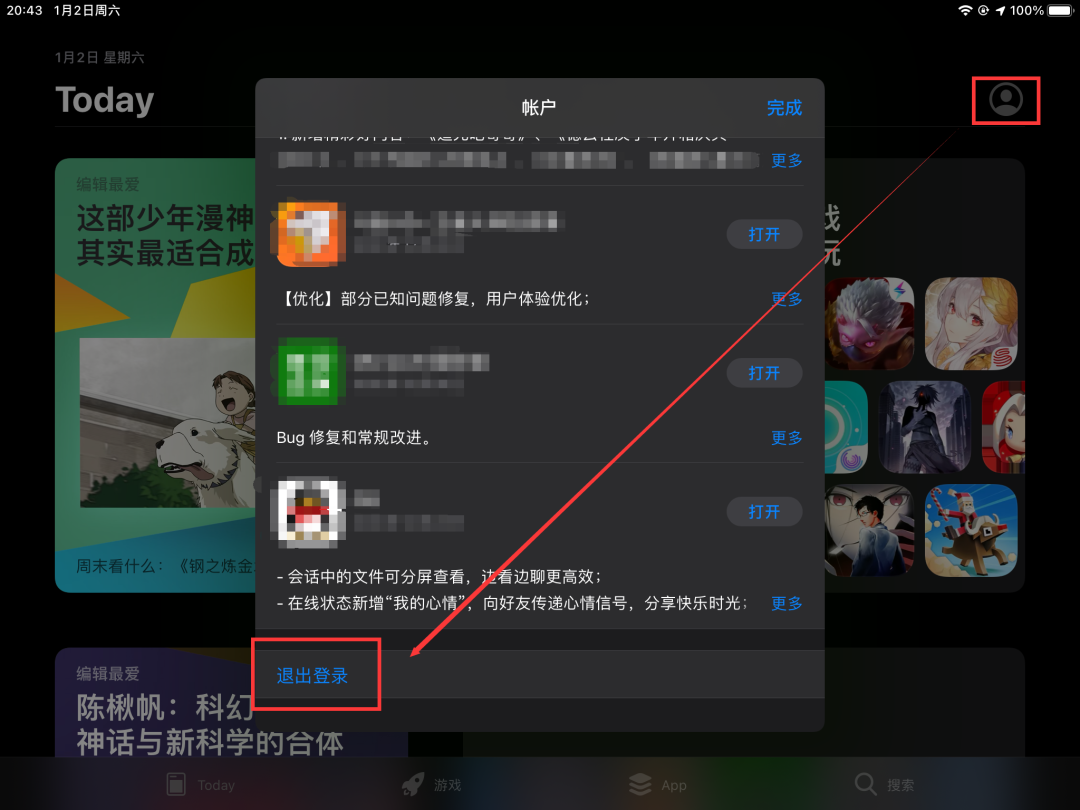 20:43 1月2日周六
100%
1月2日 星期六
Today
帐户
完成
更多
打开
【优化】部分已知问题修复，用户体验优化；
更多
打开
Bug 修复和常规改进。
更多
打开
- 会话中的文件可分屏查看，边看边聊更高效；
- 在线状态新增“我的心情”，向好友传递心情信号，分享快乐时光；
更多
退出登录
编辑最爱
这部少年漫神
其实最适合成
周末看什么：《钢之炼金
戏
玩
编辑最爱
陈楸帆：科幻
神话与新科学的合体
Today
游戏
App
搜索